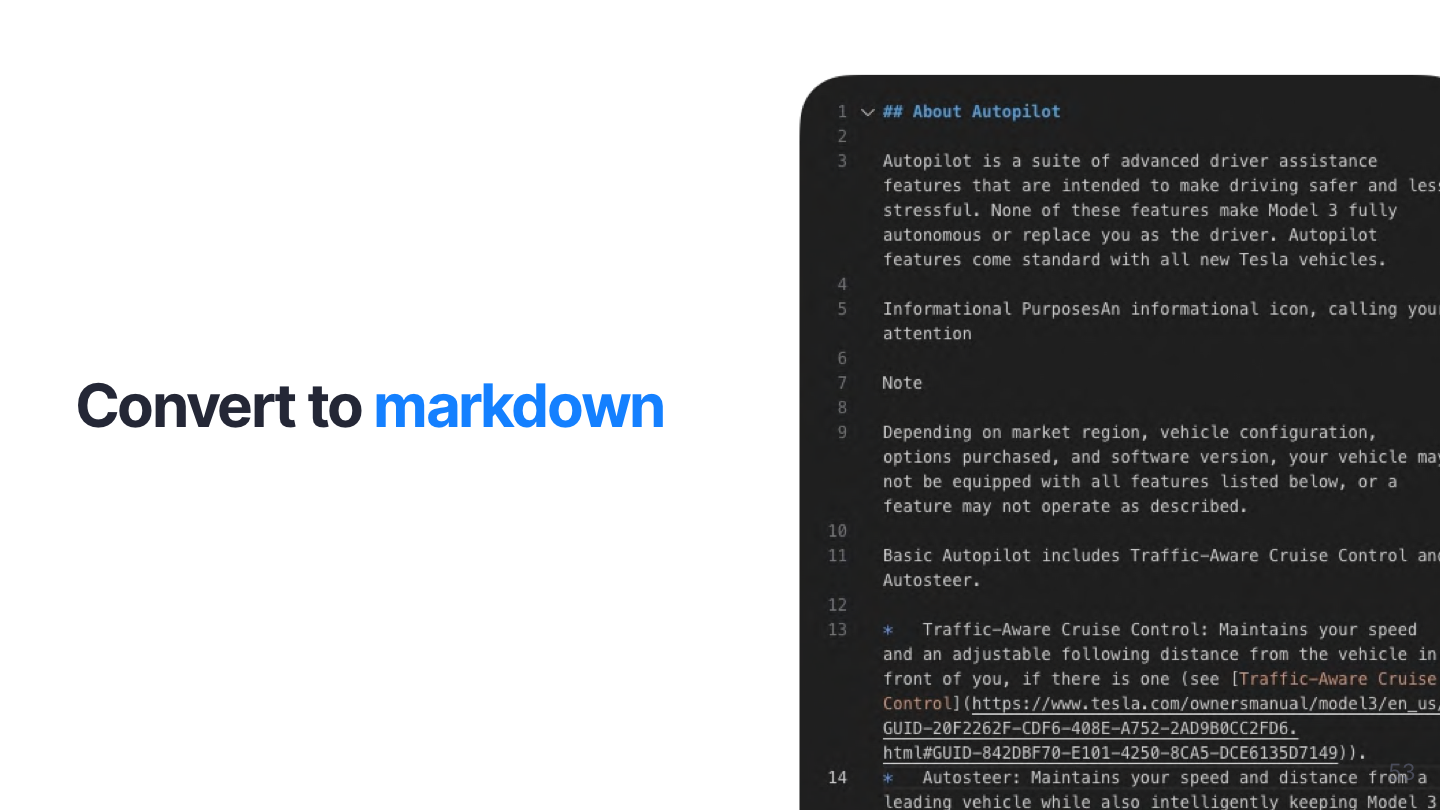 Convert to markdown
1 ## About Autopilot
2
3 Autopilot is a suite of advanced driver assistance
features that are intended to make driving safer and less
stressful. None of these features make Model 3 fully
autonomous or replace you as the driver. Autopilot
features come standard with all new Tesla vehicles.
4
5 Informational PurposesAn informational icon, calling your
attention
6
7 Note
8
9 Depending on market region, vehicle configuration,
options purchased, and software version, your vehicle may
not be equipped with all features listed below, or a
feature may not operate as described.
10
11 Basic Autopilot includes Traffic-Aware Cruise Control and
Autosteer.
12
13 * Traffic-Aware Cruise Control: Maintains your speed
and an adjustable following distance from the vehicle in
front of you, if there is one (see [Traffic-Aware Cruise
Control](https://www.tesla.com/ownersmanual/model3/en_us/
GUID-20F2262F-CDF6-408E-A752-2AD9B0CC2FD6.
html#GUID-842DBF70-E101-4250-8CA5-DCE6135D7149)).
14 * Autosteer: Maintains your speed and distance from a
leading vehicle while also intelligently keeping Model 3
53